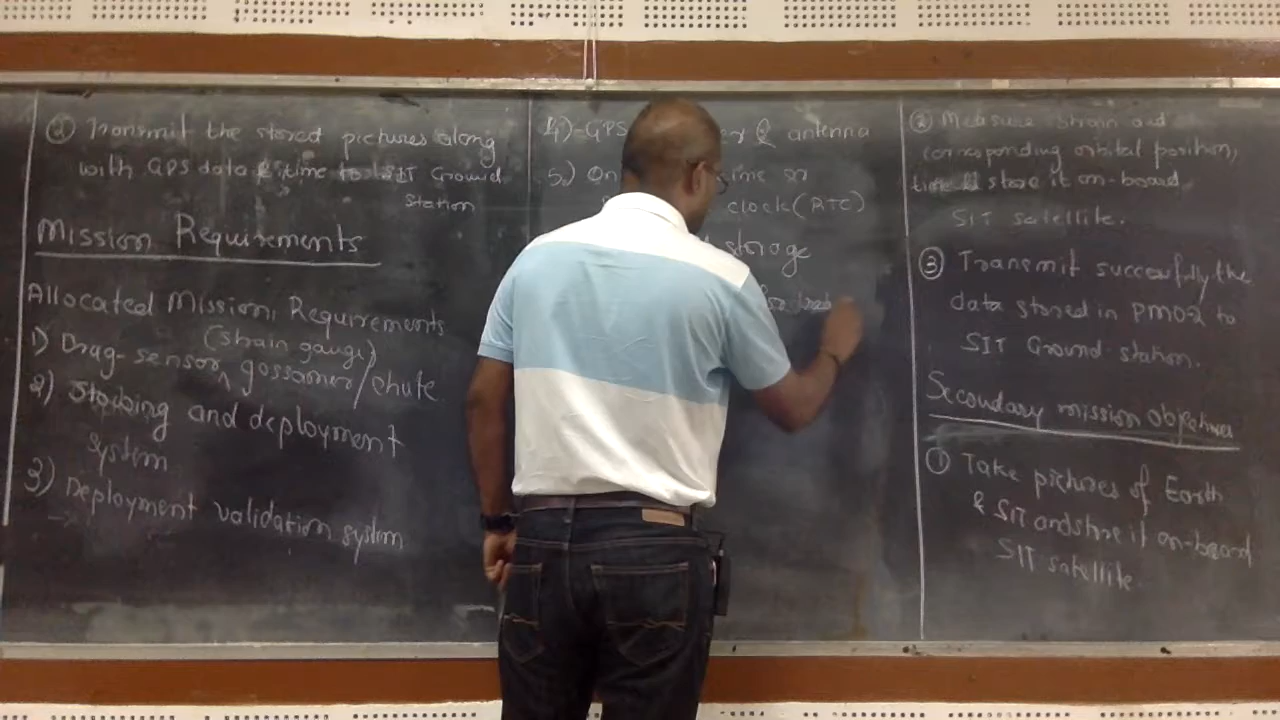 ② Transmit the stored pictures along
with GPS data & time to SIT Ground
station
Mission Requirements
Allocated Mission Requirements
(strain gauge)
1) Drag-sensor gossamer/chute
2) Stocking and deployment
system
3) Deployment validation system
4) GPS & antenna
5) On
clock (RTC)
storage
② Measure strain and
corresponding orbital position,
time & store it on-board
SIT satellite.
③ Transmit successfully the
data stored in PMO-2 to
SIT Ground-station.
Secondary mission objectives
① Take pictures of Earth
& SIT and store it on-board
SIT satellite.